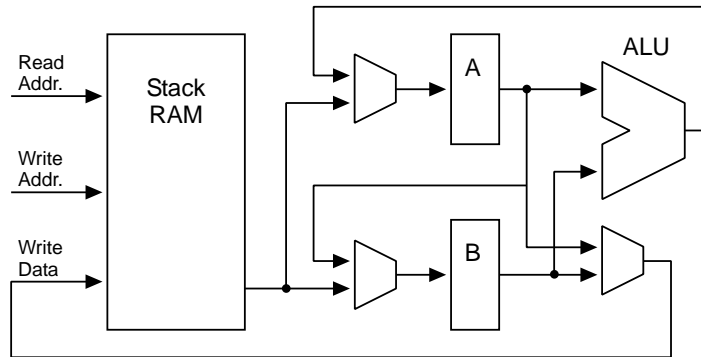 Read
Addr.
Write
Addr.
Write
Data
Stack
RAM
A
B
ALU